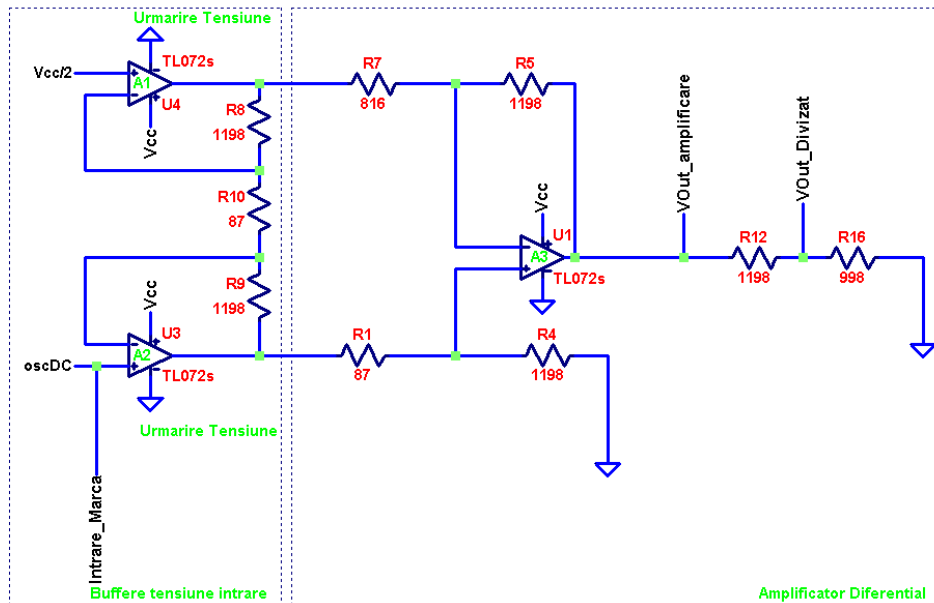 Urmarire Tensiune
Vcc/2
TL072s
A1
U4
Vcc
R8
1198
R10
87
R9
1198
Vcc
U3
A2
TL072s
oscDC
Urmarire Tensiune
Intrare_Marca
Buffere tensiune intrare
R7
816
R5
1198
Vcc
U1
A3
TL072s
R1
87
R4
1198
VOut_amplificare
VOut_Divizat
R12
1198
R16
998
Amplificator Diferential